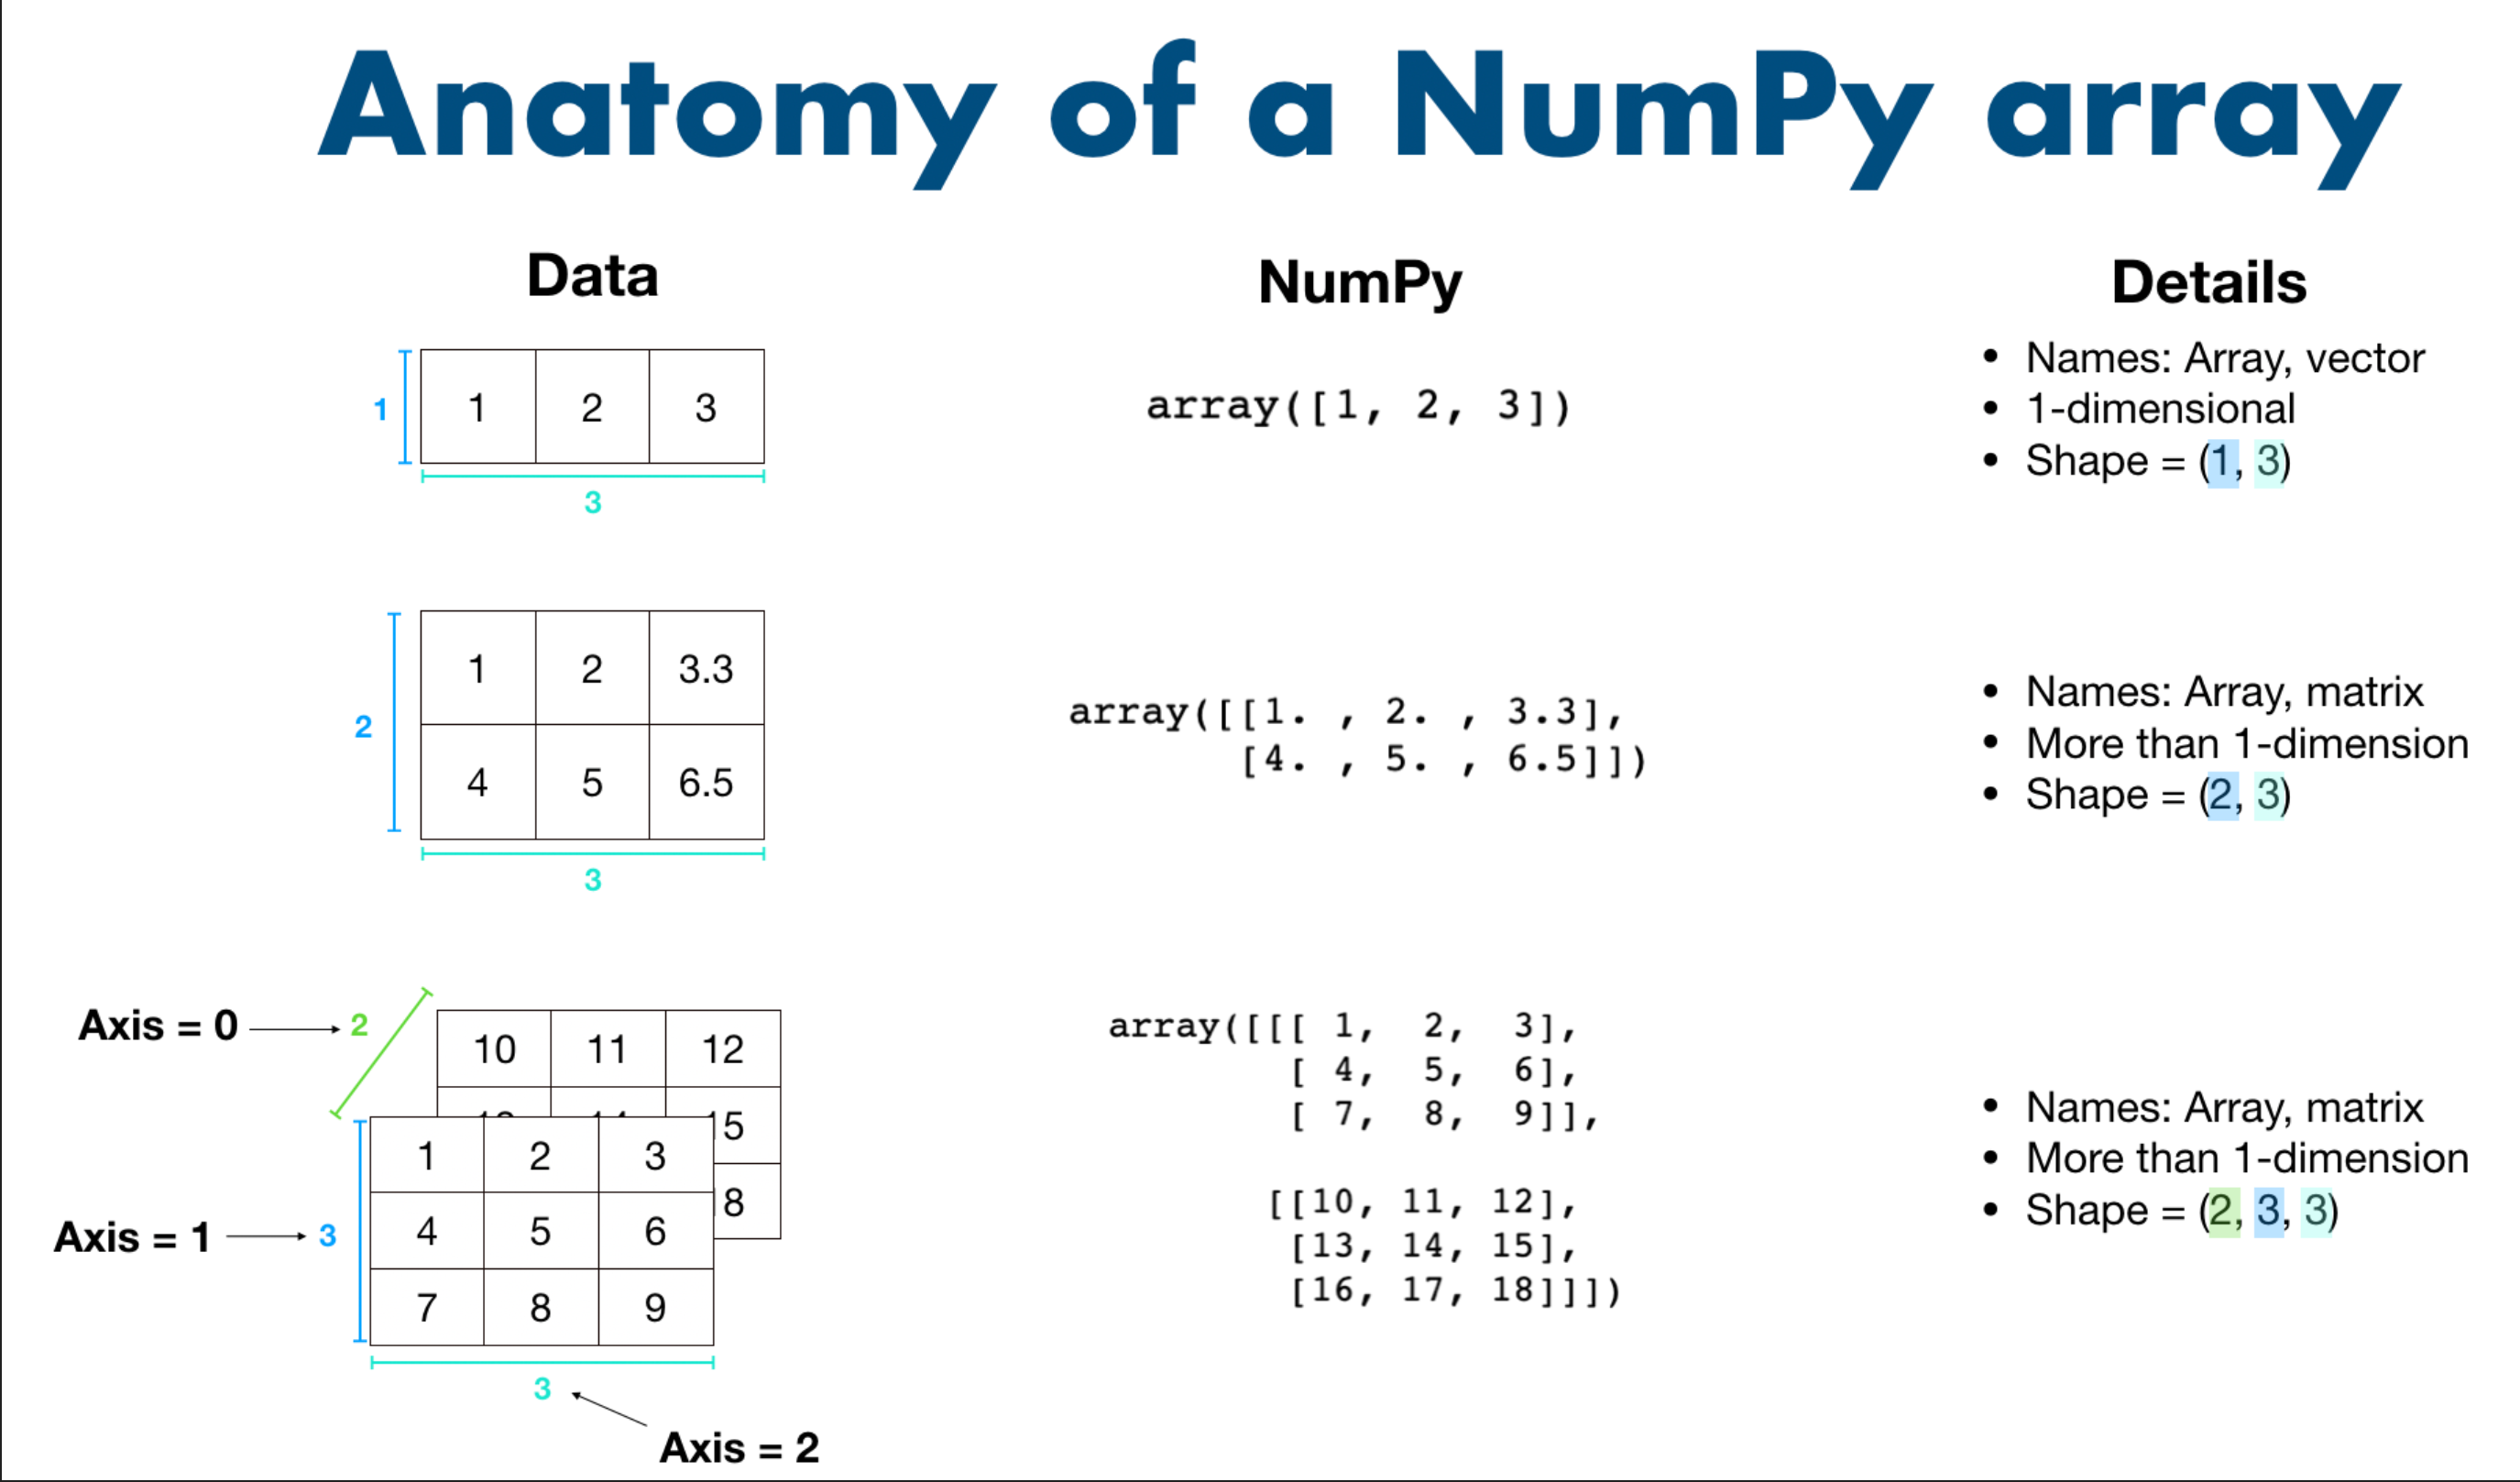 Anatomy of a NumPy array
Data
NumPy
Details
1
1 2 3
3
array([1, 2, 3])
• Names: Array, vector
• 1-dimensional
• Shape = (1, 3)
2
1 2 3.3
4 5 6.5
3
array([[1. , 2. , 3.3],
[4. , 5. , 6.5]])
• Names: Array, matrix
• More than 1-dimension
• Shape = (2, 3)
Axis = 0
2
10 11 12
5
8
Axis = 1
3
1 2 3
4 5 6
7 8 9
3
Axis = 2
array([[[ 1, 2, 3],
[ 4, 5, 6],
[ 7, 8, 9]],
[[10, 11, 12],
[13, 14, 15],
[16, 17, 18]]])
• Names: Array, matrix
• More than 1-dimension
• Shape = (2, 3, 3)